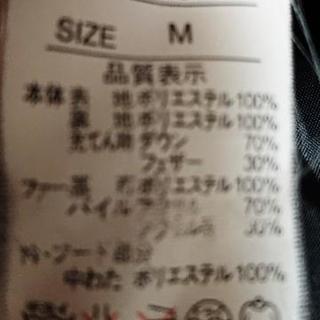 SIZE M
品質表示
本体 表 地 ポリエステル100%
裏 地 ポリエステル100%
充てん剤 ダウン 70%
フェザー 30%
ファー 基 布 ポリエステル100%
パイル 70%
30%
フード部分
中わた ポリエステル100%